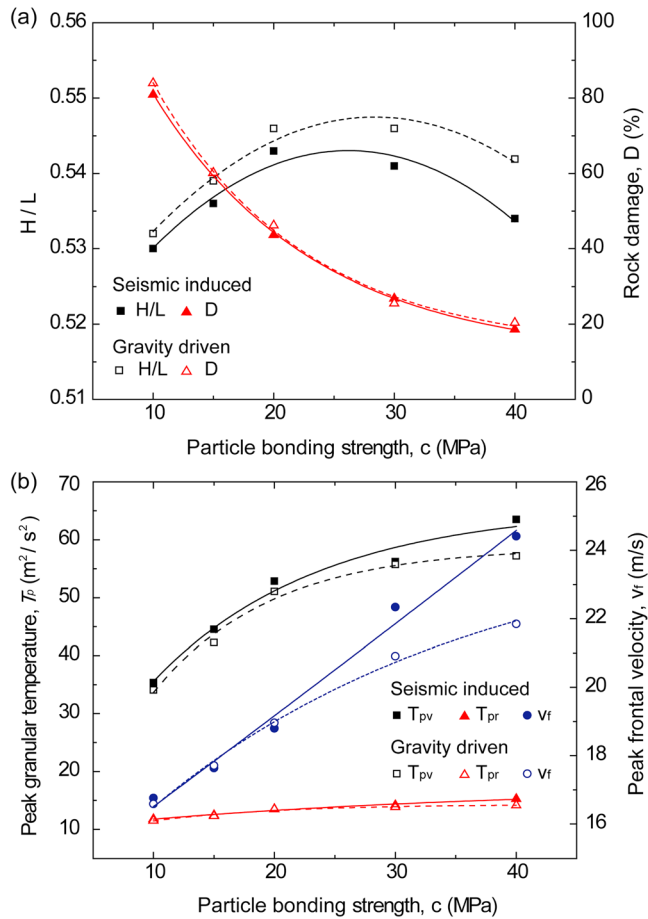 (a)
0.56
0.55
0.54
0.53
0.52
0.51
H / L
100
80
60
40
20
0
Rock damage, D (%)
Seismic induced
H/L D
Gravity driven
H/L D
10 20 30 40
Particle bonding strength, c (MPa)
(b)
70
60
50
40
30
20
10
Peak granular temperature, Tp (m²/ s²)
26
24
22
20
18
16
Peak frontal velocity, vf (m/s)
Seismic induced
Tpv Tpr vf
Gravity driven
Tpv Tpr vf
10 20 30 40
Particle bonding strength, c (MPa)